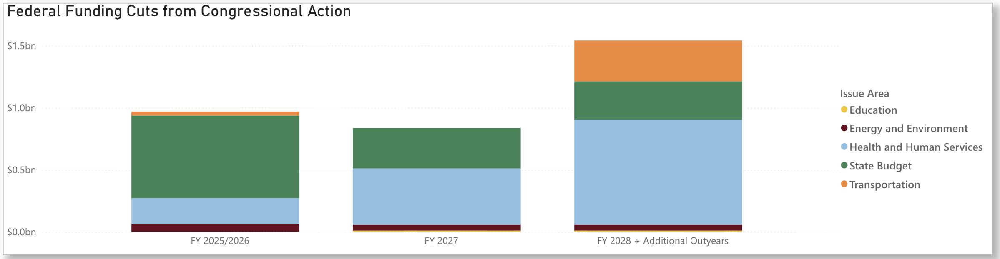 Federal Funding Cuts from Congressional Action
$1.5bn
$1.0bn
$0.5bn
$0.0bn
FY 2025/2026
FY 2027
FY 2028 + Additional Outyears
Issue Area
Education
Energy and Environment
Health and Human Services
State Budget
Transportation